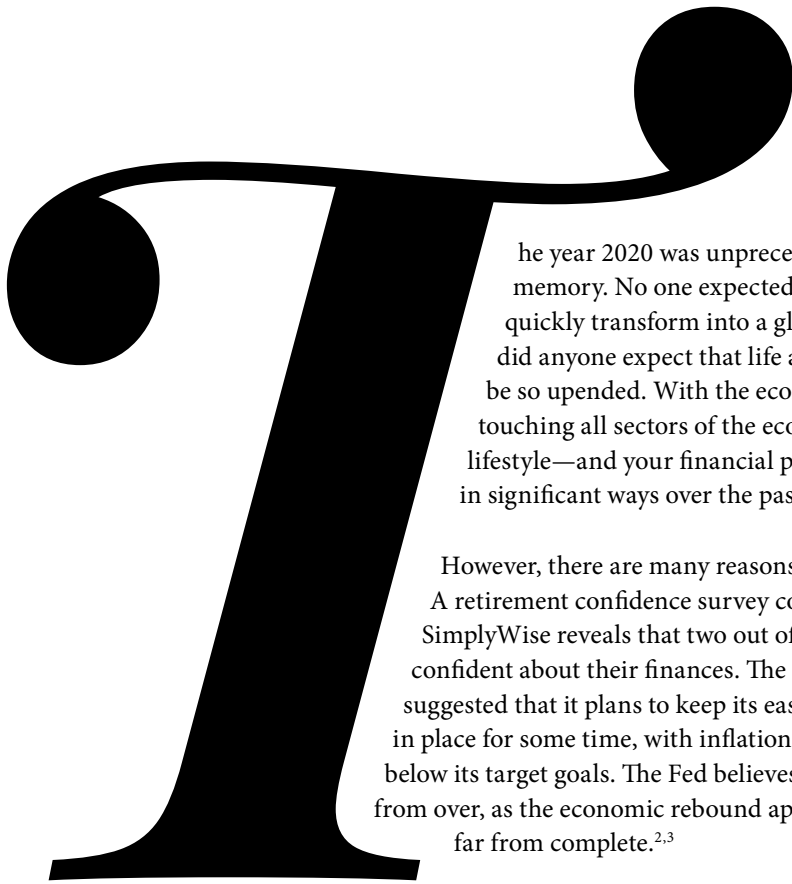 T
he year 2020 was unprece
memory. No one expected
quickly transform into a gl
did anyone expect that life a
be so upended. With the eco
touching all sectors of the eco
lifestyle—and your financial p
in significant ways over the pas
However, there are many reasons
A retirement confidence survey co
SimplyWise reveals that two out of
confident about their finances. The
suggested that it plans to keep its eas
in place for some time, with inflation
below its target goals. The Fed believes
from over, as the economic rebound ap
far from complete.2,3